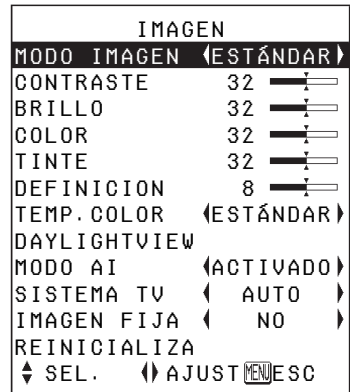 IMAGEN
MODO IMAGEN ESTÁNDAR
CONTRASTE 32
BRILLO 32
COLOR 32
TINTE 32
DEFINICION 8
TEMP.COLOR ESTÁNDAR
DAYLIGHTVIEW
MODO AI ACTIVADO
SISTEMA TV AUTO
IMAGEN FIJA NO
REINICIALIZA
SEL. AJUST MENU ESC